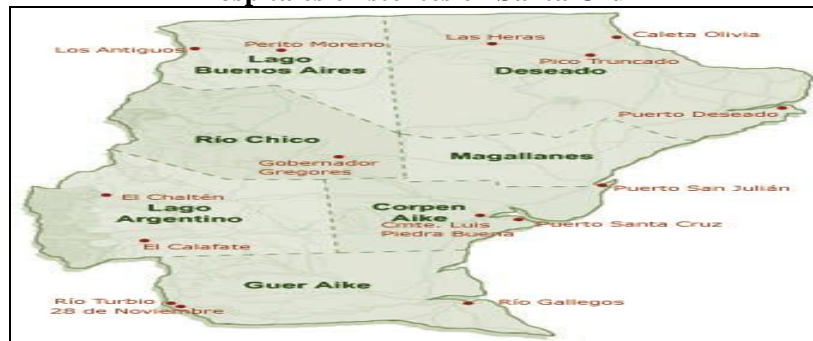 Los Antiguos
Perito Moreno
Lago
Buenos Aires
Las Heras
Caleta Olivia
Pico Truncado
Deseado
Puerto Deseado
Río Chico
Gobernador
Gregores
Magallanes
Puerto San Julián
El Chaltén
Lago
Argentino
El Calafate
Corpen
Aike
Cmte. Luis
Piedra Buena
Puerto Santa Cruz
Guer Aike
Río Turbio
28 de Noviembre
Río Gallegos